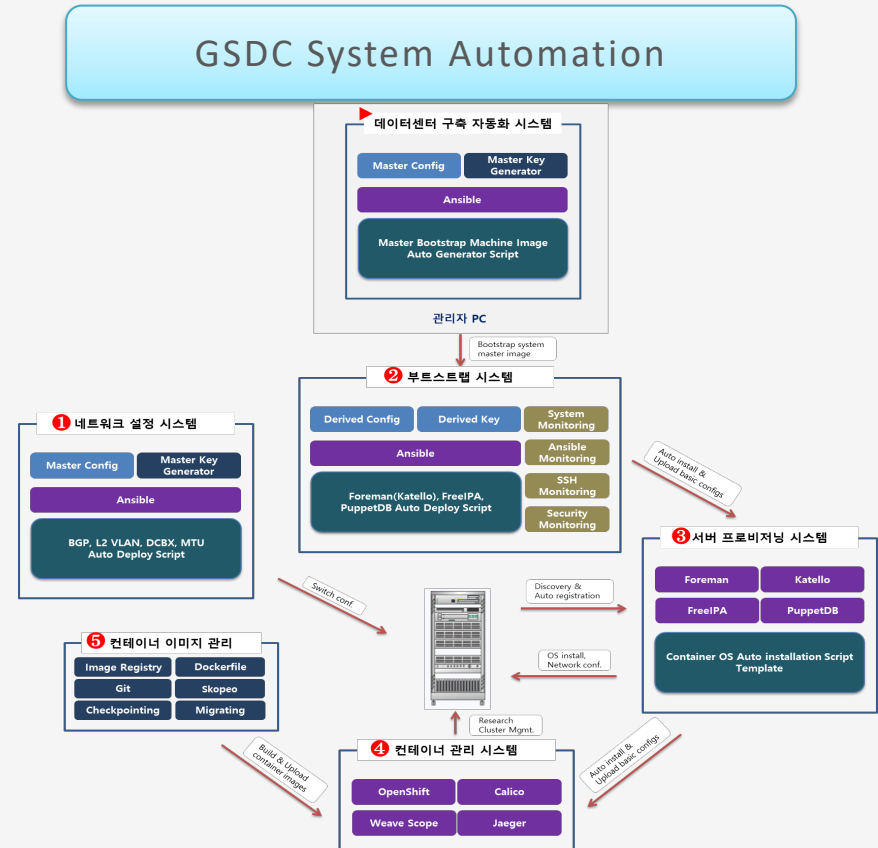 GSDC System Automation
데이터센터 구축 자동화 시스템
Master Config
Master Key
Generator
Ansible
Master Bootstrap Machine Image
Auto Generator Script
관리자 PC
Bootstrap system
master image
❷ 부트스트랩 시스템
Derived Config
Derived Key
System
Monitoring
Ansible
Ansible
Monitoring
Foreman(Katello), FreeIPA,
PuppetDB Auto Deploy Script
SSH
Monitoring
Security
Monitoring
❶ 네트워크 설정 시스템
Master Config
Master Key
Generator
Ansible
BGP, L2 VLAN, DCBX, MTU
Auto Deploy Script
Auto install &
Upload basic configs
❸ 서버 프로비저닝 시스템
Foreman
Katello
FreeIPA
PuppetDB
Container OS Auto installation Script
Template
Switch conf.
Discovery &
Auto registration
OS install,
Network conf.
❺ 컨테이너 이미지 관리
Image Registry
Dockerfile
Git
Skopeo
Checkpointing
Migrating
Build & Upload
container images
Research
Cluster Mgmt.
Auto install &
Upload basic configs
❹ 컨테이너 관리 시스템
OpenShift
Calico
Weave Scope
Jaeger